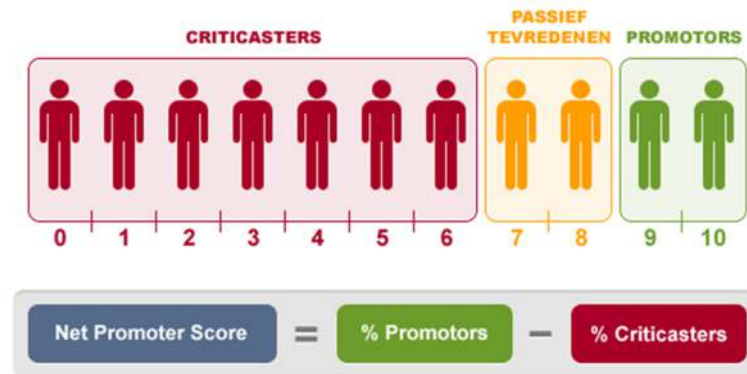 CRITICASTERS
PASSIEF
TEVREDENEN
PROMOTORS
0 1 2 3 4 5 6 7 8 9 10
Net Promoter Score = % Promotors – % Criticasters